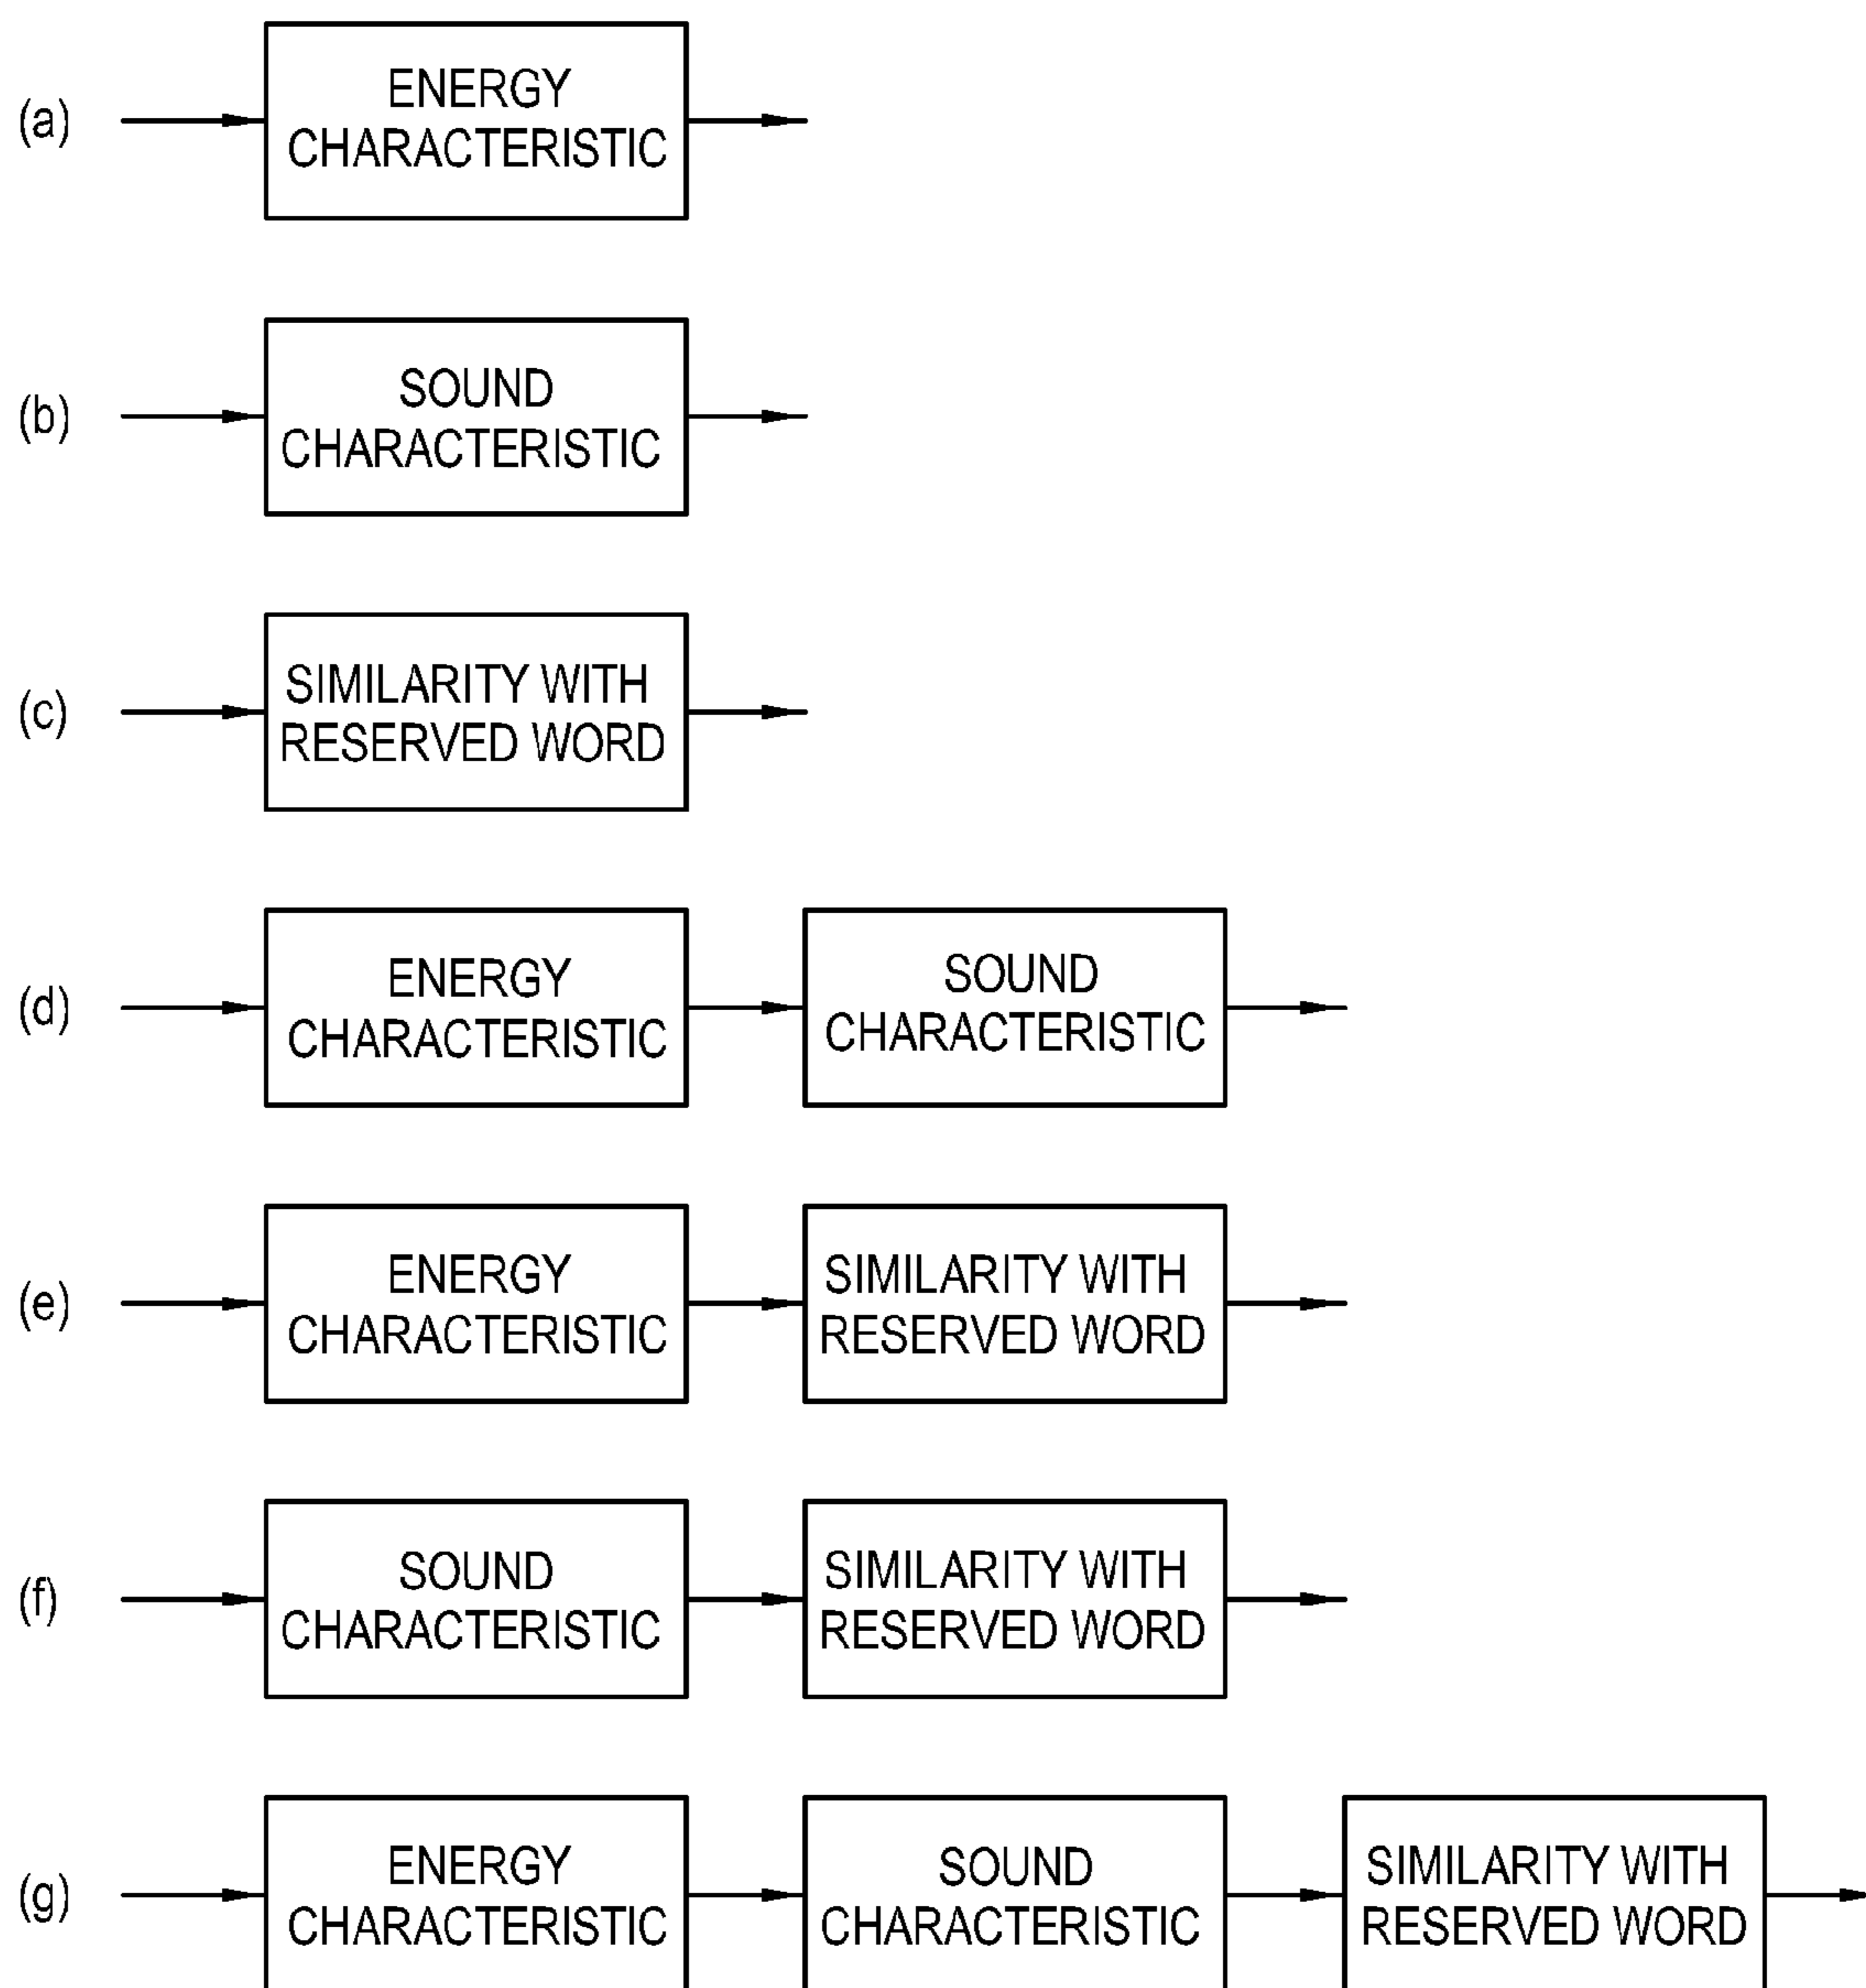 (a)
ENERGY
CHARACTERISTIC
(b)
SOUND
CHARACTERISTIC
(c)
SIMILARITY WITH
RESERVED WORD
(d)
ENERGY
CHARACTERISTIC
SOUND
CHARACTERISTIC
(e)
ENERGY
CHARACTERISTIC
SIMILARITY WITH
RESERVED WORD
(f)
SOUND
CHARACTERISTIC
SIMILARITY WITH
RESERVED WORD
(g)
ENERGY
CHARACTERISTIC
SOUND
CHARACTERISTIC
SIMILARITY WITH
RESERVED WORD